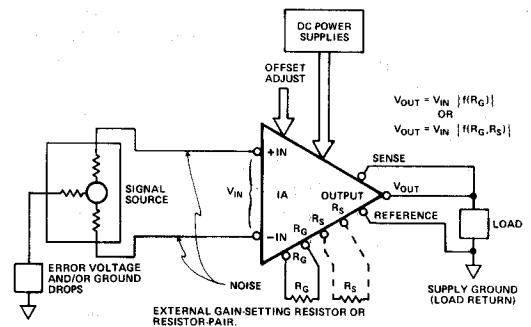 DC POWER
SUPPLIES
OFFSET
ADJUST
V_OUT = V_IN {f(R_G)}
OR
V_OUT = V_IN {f(R_G,R_S)}
+IN
SENSE
SIGNAL
SOURCE
V_IN
IA
OUTPUT
V_OUT
R_S
REFERENCE
LOAD
R_S
-IN
R_G
R_G
ERROR VOLTAGE
AND/OR GROUND
DROPS
NOISE
R_G
R_S
SUPPLY GROUND
(LOAD RETURN)
EXTERNAL GAIN-SETTING RESISTOR OR
RESISTOR-PAIR.